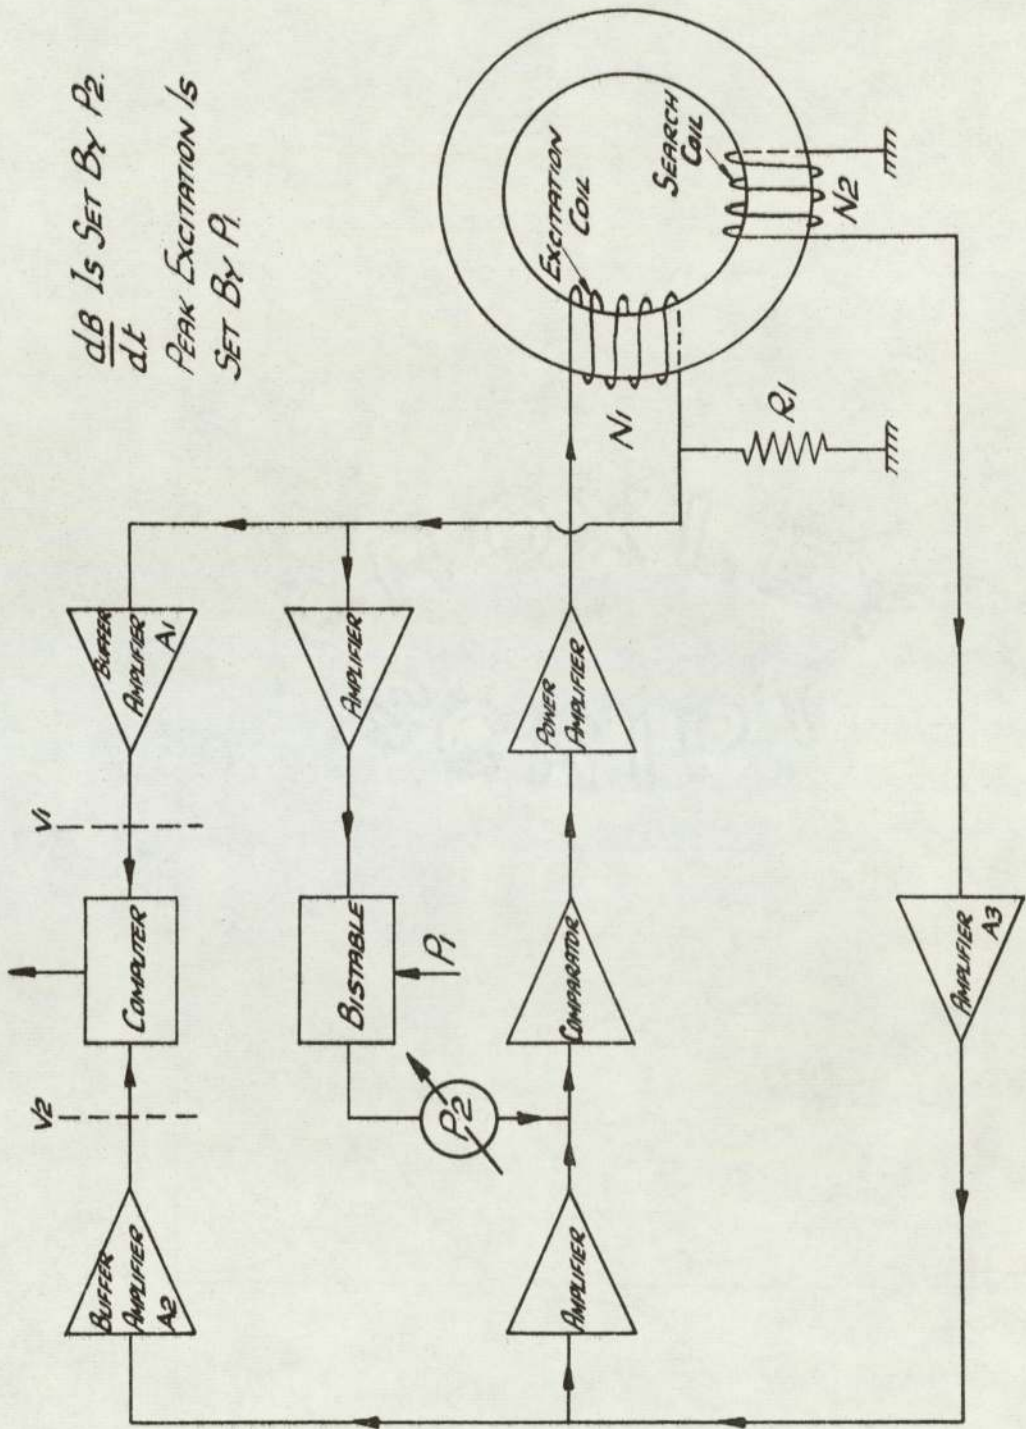 dB Is Set By P2.
dt
Peak Excitation Is
Set By P1.
Excitation
Coil
Search
Coil
N1
N2
R1
Buffer
Amplifier
A1
Amplifier
Power
Amplifier
V1
Computer
Bistable
P1
Comparator
Amplifier
A3
V2
P2
Buffer
Amplifier
A2
Amplifier